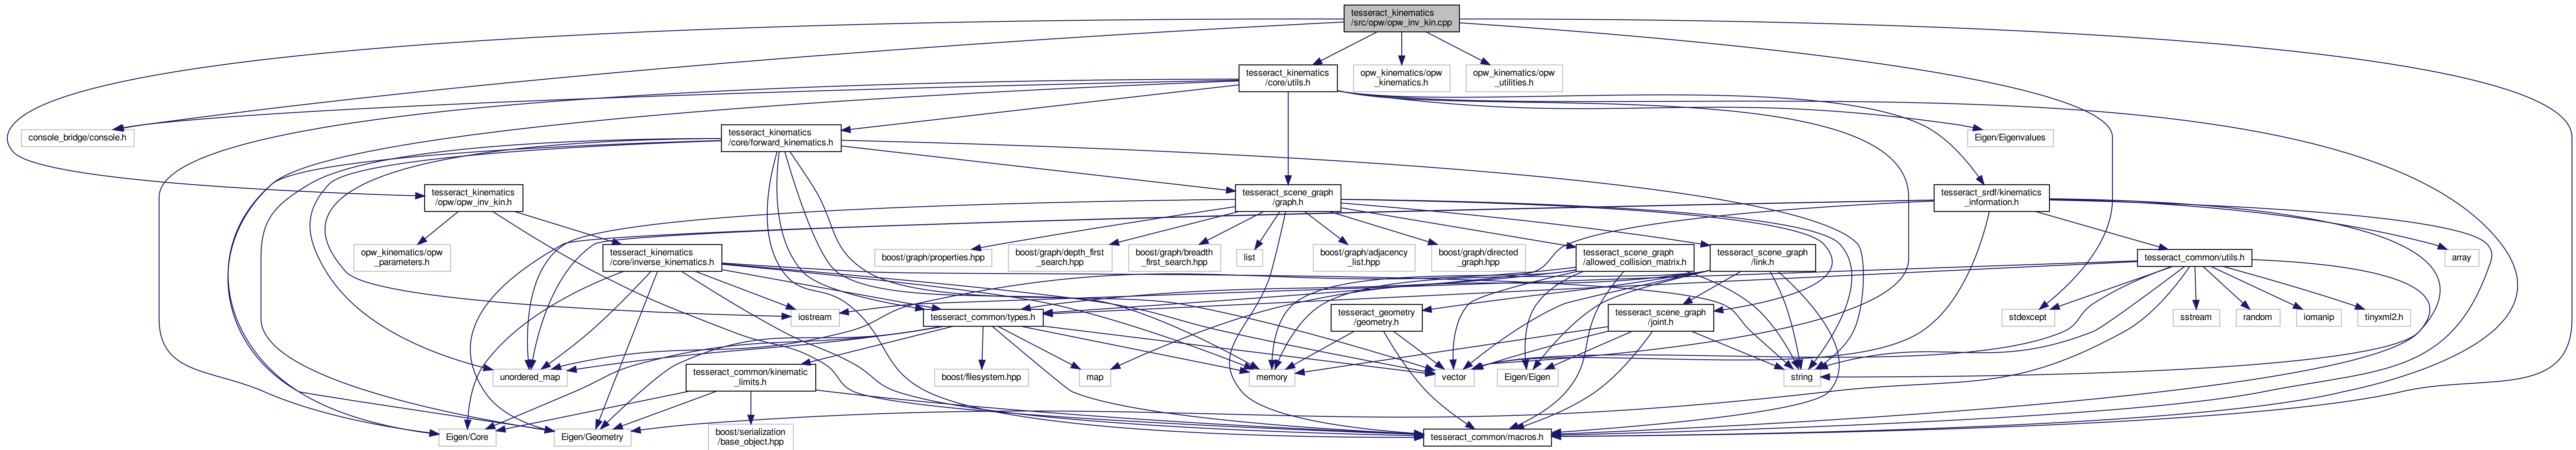 tesseract_kinematics
/src/opw/opw_inv_kin.cpp
tesseract_kinematics
/core/utils.h
opw_kinematics/opw
_kinematics.h
opw_kinematics/opw
_utilities.h
console_bridge/console.h
tesseract_kinematics
/core/forward_kinematics.h
Eigen/Eigenvalues
tesseract_kinematics
/opw/opw_inv_kin.h
tesseract_scene_graph
/graph.h
tesseract_srdf/kinematics
_information.h
opw_kinematics/opw
_parameters.h
tesseract_kinematics
/core/inverse_kinematics.h
boost/graph/properties.hpp
boost/graph/depth_first
_search.hpp
boost/graph/breadth
_first_search.hpp
list
boost/graph/adjacency
_list.hpp
boost/graph/directed
_graph.hpp
tesseract_scene_graph
/allowed_collision_matrix.h
tesseract_scene_graph
/link.h
tesseract_common/utils.h
array
iostream
tesseract_common/types.h
tesseract_geometry
/geometry.h
tesseract_scene_graph
/joint.h
stdexcept
sstream
random
iomanip
tinyxml2.h
unordered_map
tesseract_common/kinematic
_limits.h
boost/filesystem.hpp
map
memory
vector
Eigen/Eigen
string
Eigen/Core
Eigen/Geometry
boost/serialization
/base_object.hpp
tesseract_common/macros.h